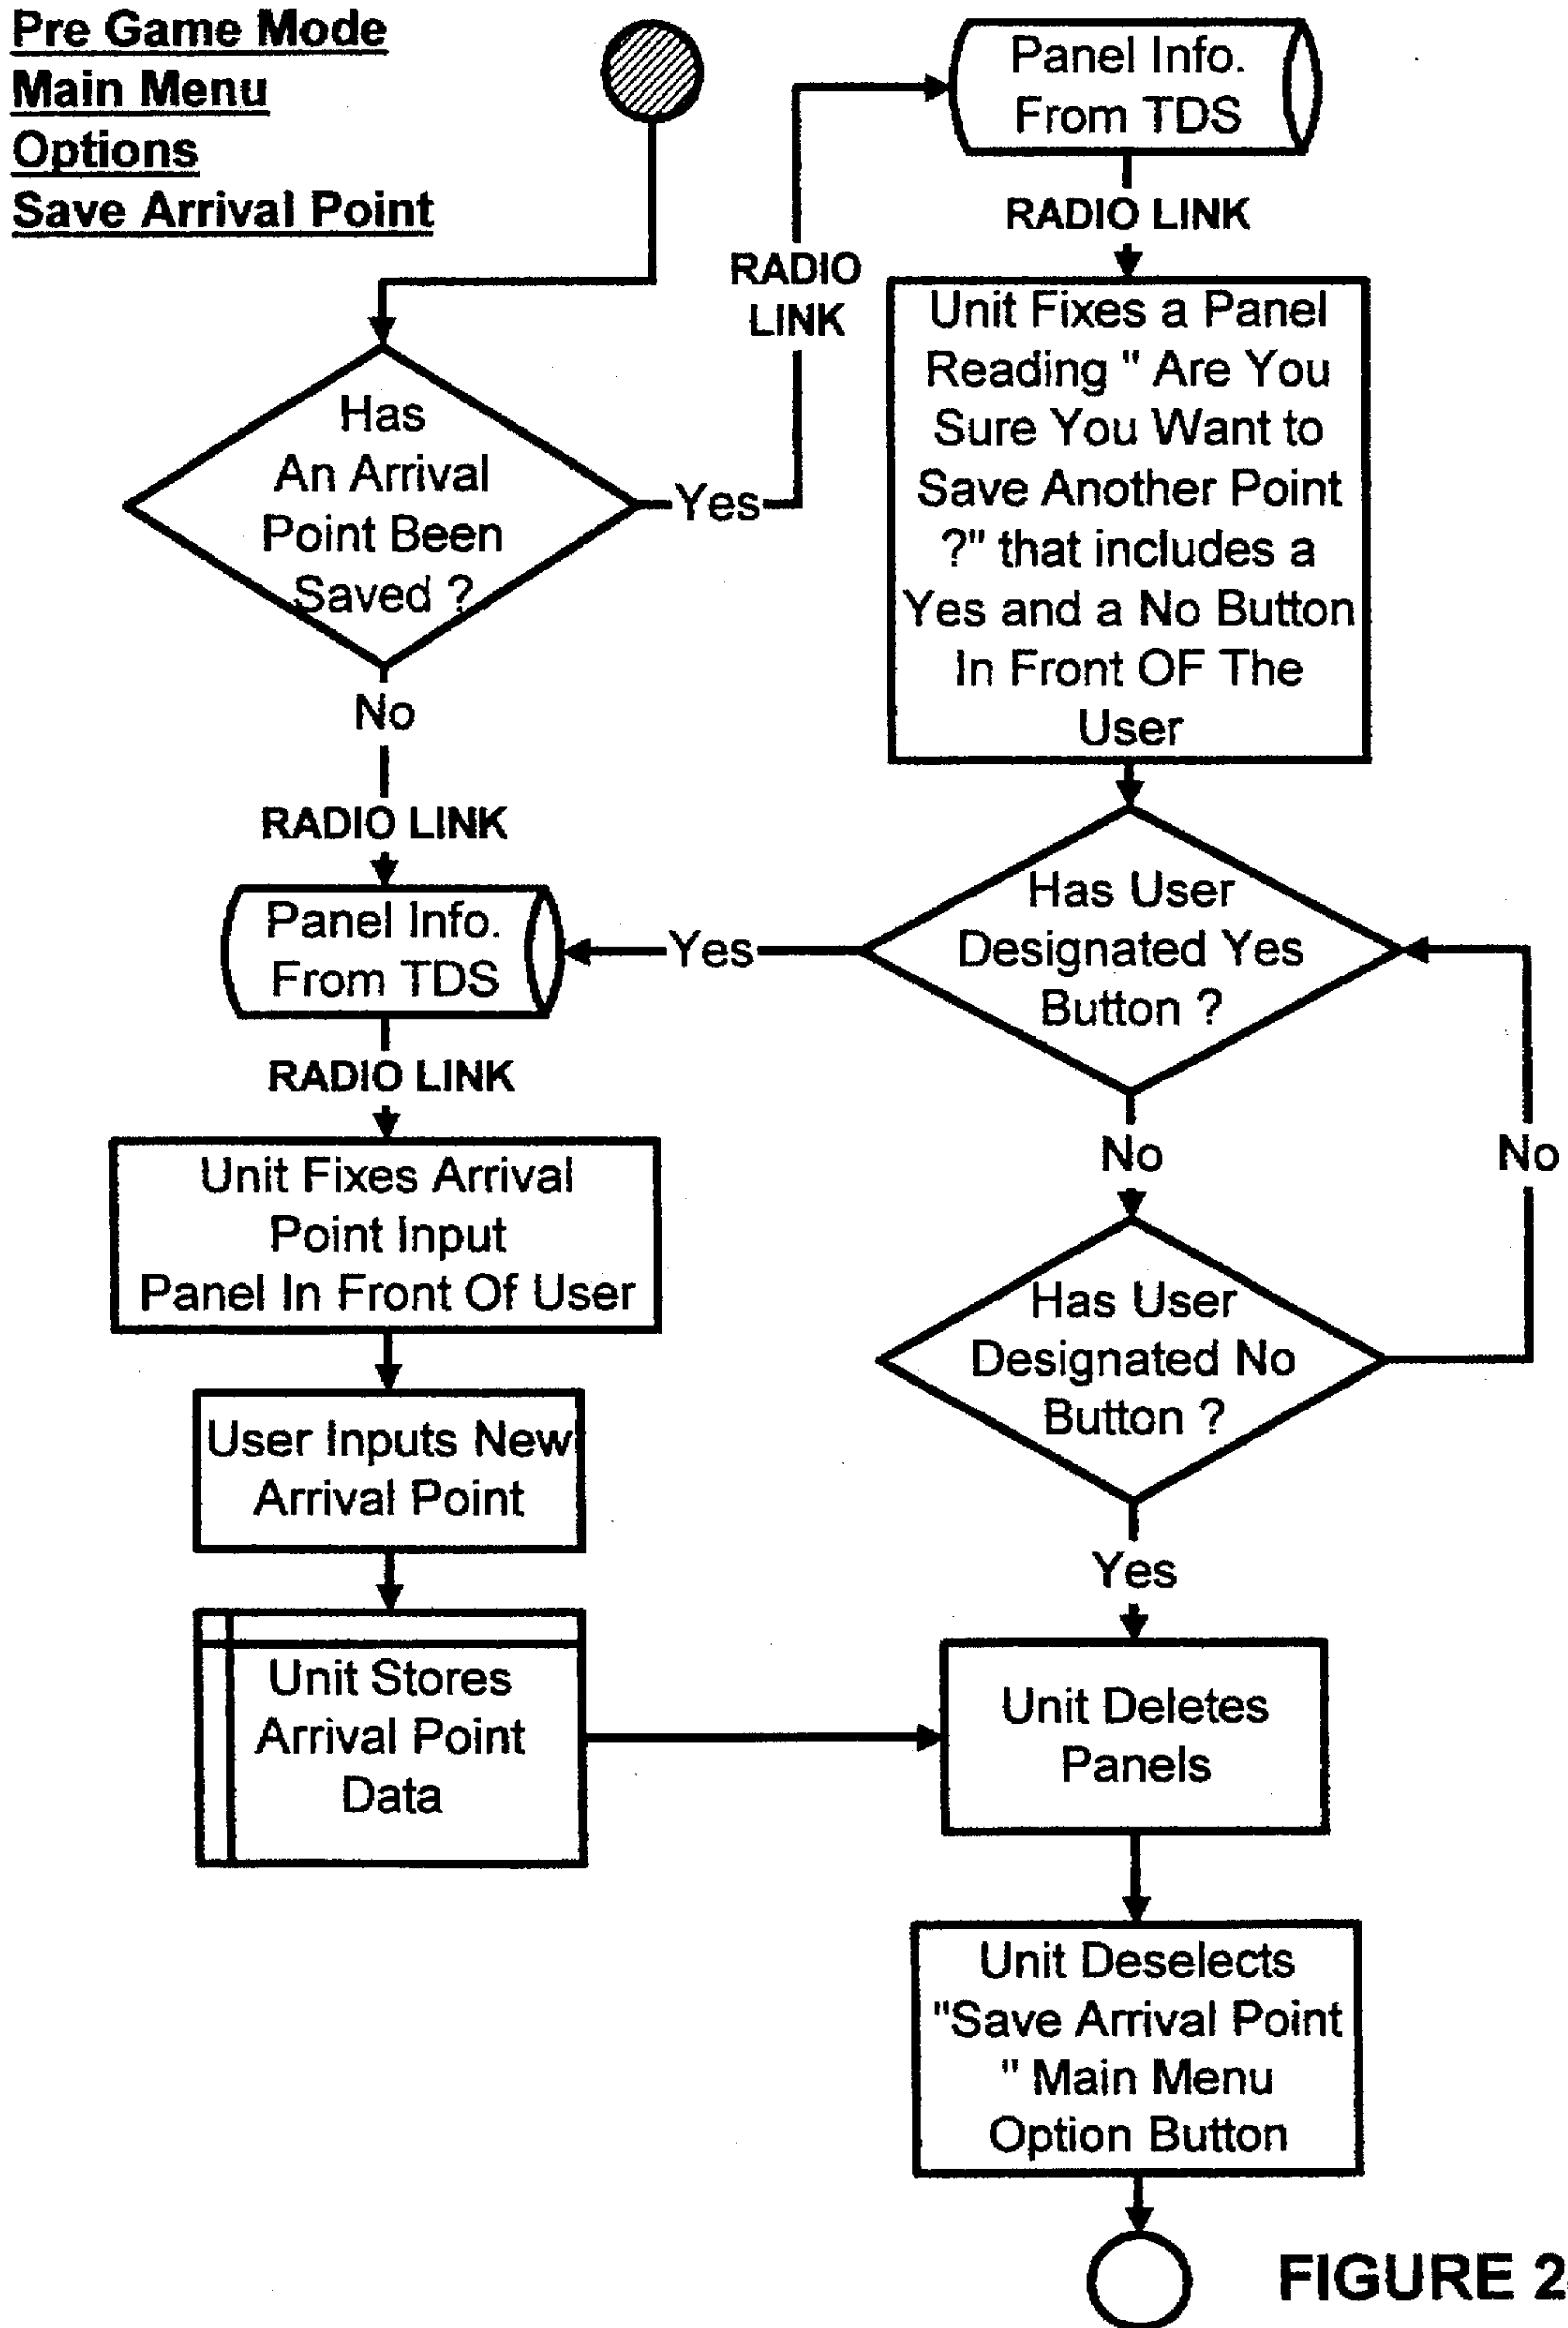 Pre Game Mode
Main Menu
Options
Save Arrival Point
Panel Info.
From TDS
RADIO LINK
RADIO
LINK
Unit Fixes a Panel
Reading " Are You
Sure You Want to
Save Another Point
?" that includes a
Yes and a No Button
In Front OF The
User
Has
An Arrival
Point Been
Saved ?
Yes
No
RADIO LINK
Panel Info.
From TDS
Yes
Has User
Designated Yes
Button ?
RADIO LINK
No
No
Unit Fixes Arrival
Point Input
Panel In Front Of User
Has User
Designated No
Button ?
User Inputs New
Arrival Point
Yes
Unit Stores
Arrival Point
Data
Unit Deletes
Panels
Unit Deselects
"Save Arrival Point
" Main Menu
Option Button
FIGURE 2